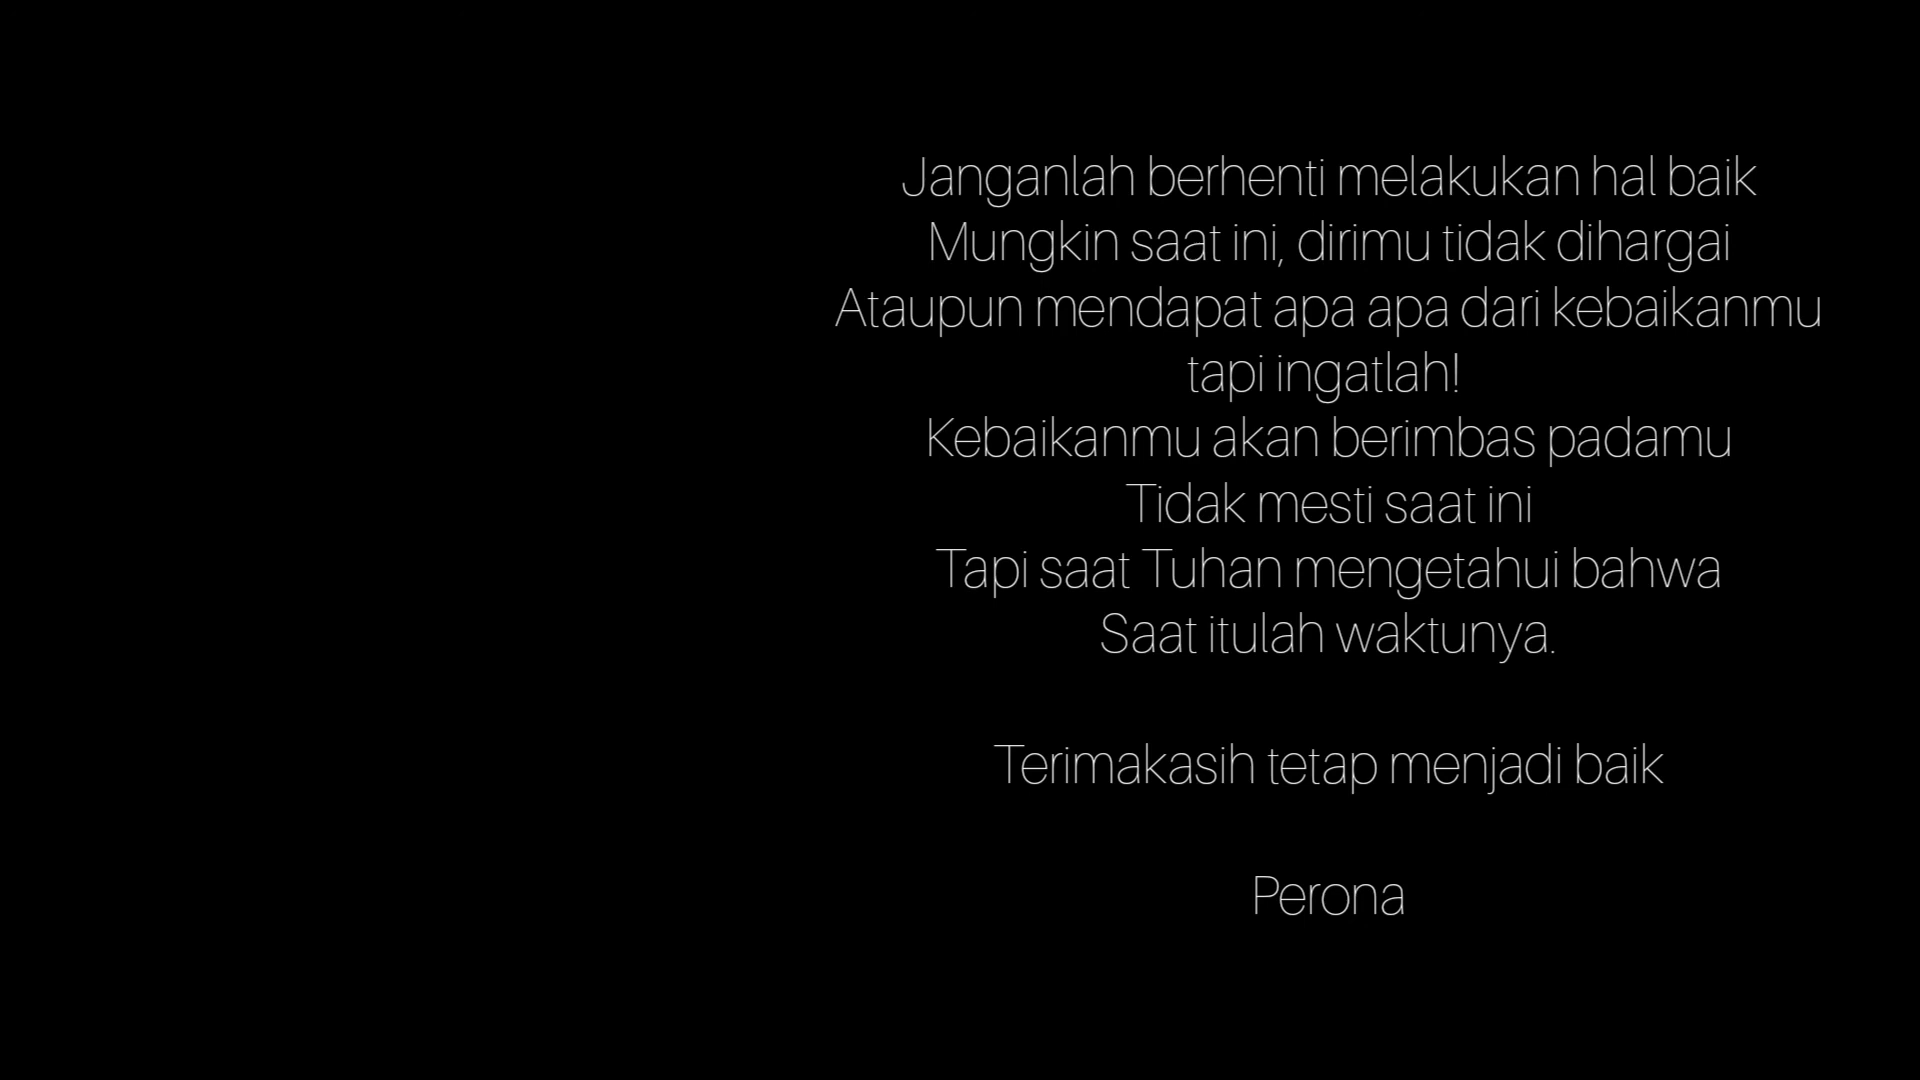 Janganlah berhenti melakukan hal baik
Mungkin saat ini, dirimu tidak dihargai
Ataupun mendapat apa apa dari kebaikanmu
tapi ingatlah!
Kebaikanmu akan berimbas padamu
Tidak mesti saat ini
Tapi saat Tuhan mengetahui bahwa
Saat itulah waktunya.
Terimakasih tetap menjadi baik
Perona